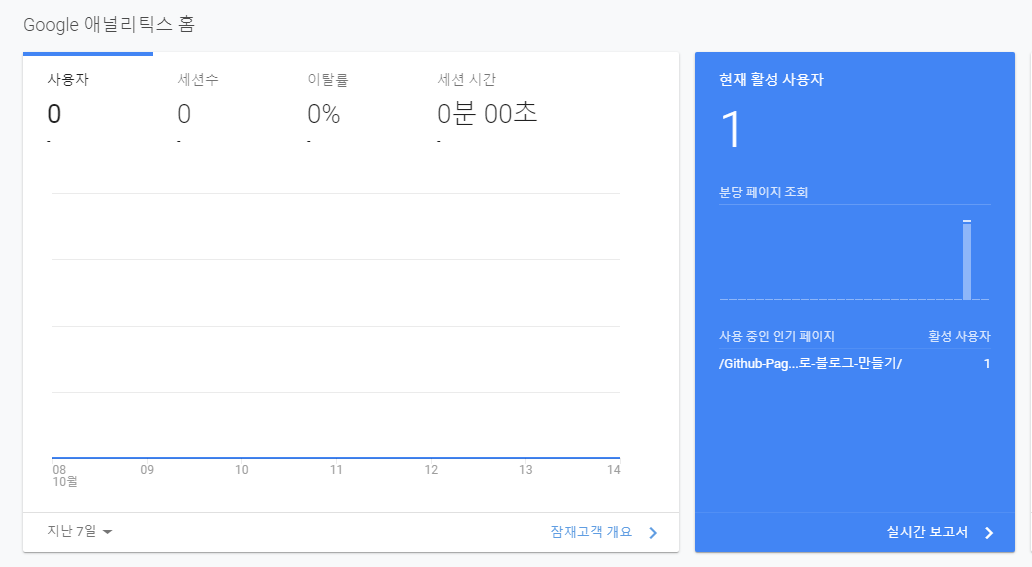 Google 애널리틱스 홈
사용자 세션수 이탈률 세션 시간
0 0 0% 0분 00초
- - - -
08 09 10 11 12 13 14
10월
지난 7일 잠재고객 개요
현재 활성 사용자
1
분당 페이지 조회
사용 중인 인기 페이지 활성 사용자
/Github-Pag...로-블로그-만들기/ 1
실시간 보고서